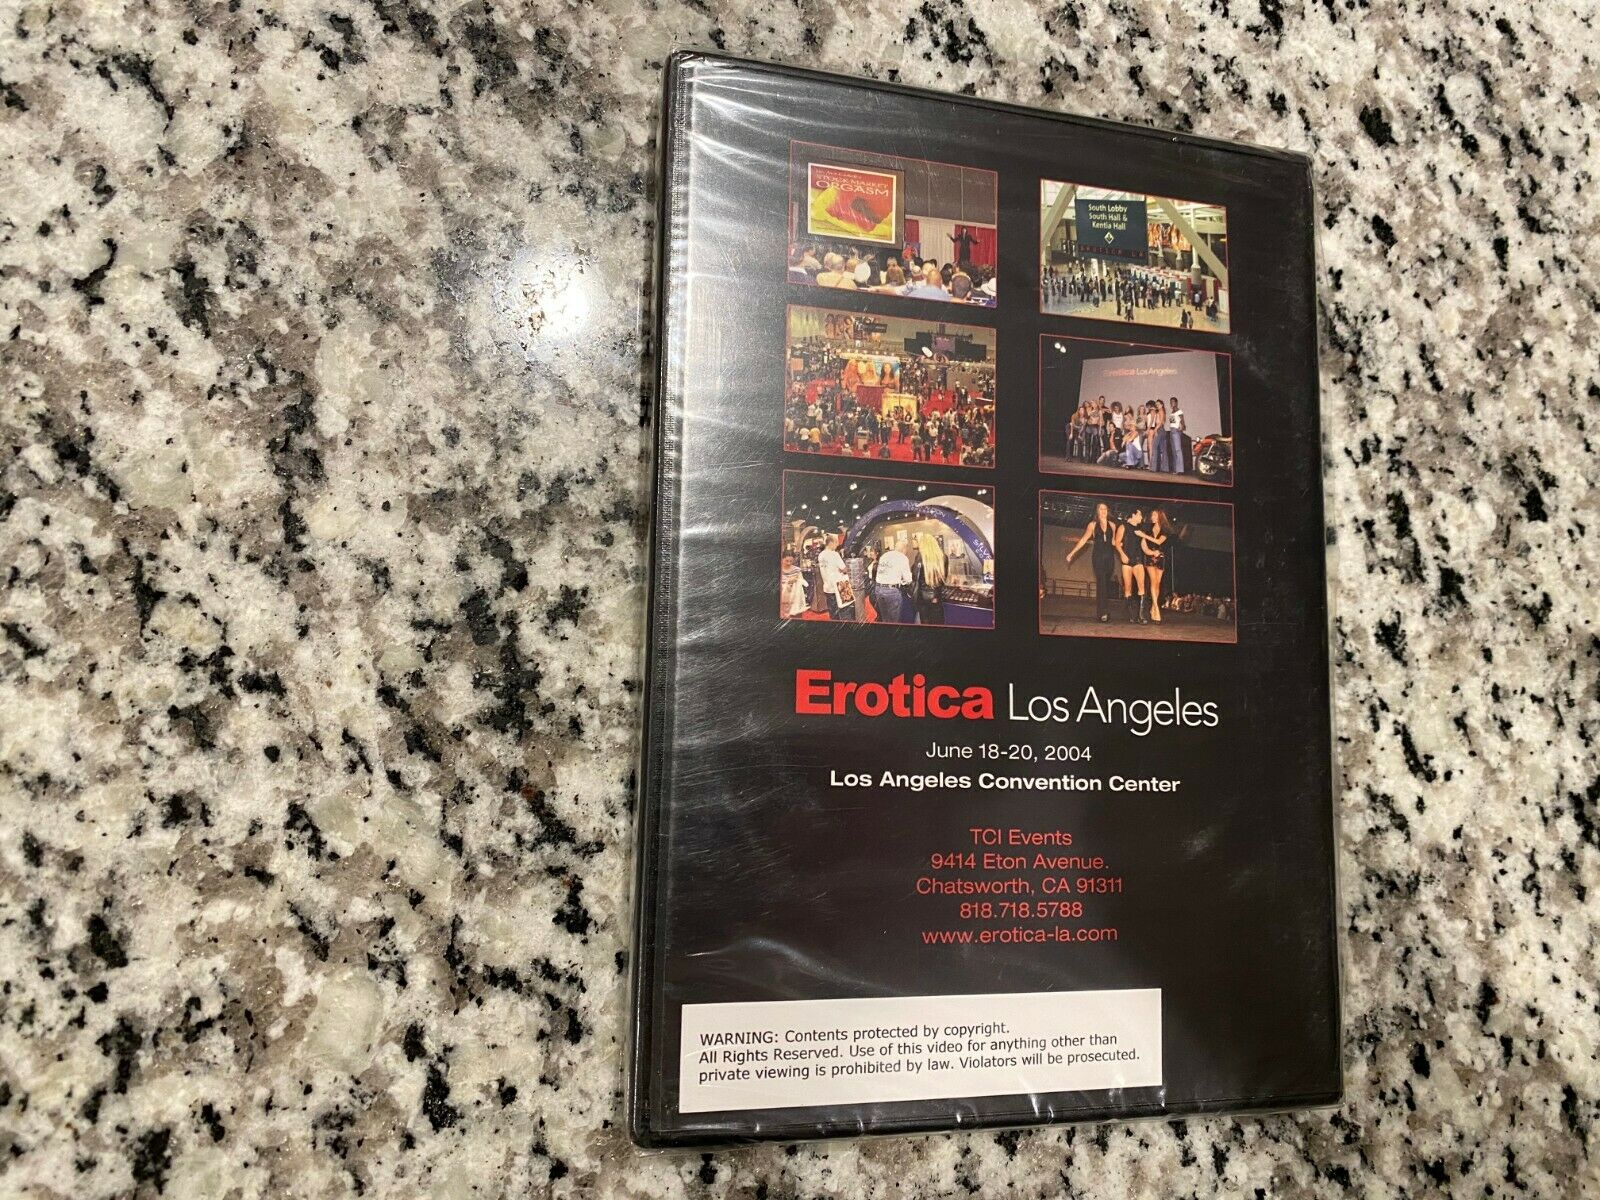 STOCK MARKET
ORGASM
South Lobby
South Hall &
Kentia Hall
Erotica Los Angeles
Erotica Los Angeles
June 18-20, 2004
Los Angeles Convention Center
TCI Events
9414 Eton Avenue.
Chatsworth, CA 91311
818.718.5788
www.erotica-la.com
WARNING: Contents protected by copyright.
All Rights Reserved. Use of this video for anything other than
private viewing is prohibited by law. Violators will be prosecuted.